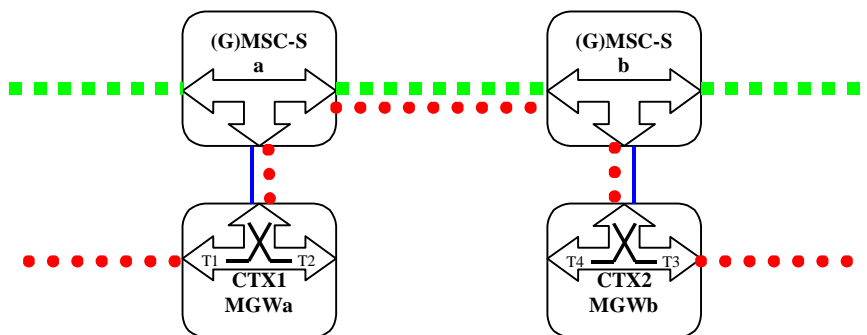 (G)MSC-S
a
(G)MSC-S
b
T1
T2
CTX1
MGWa
T4
T3
CTX2
MGWb